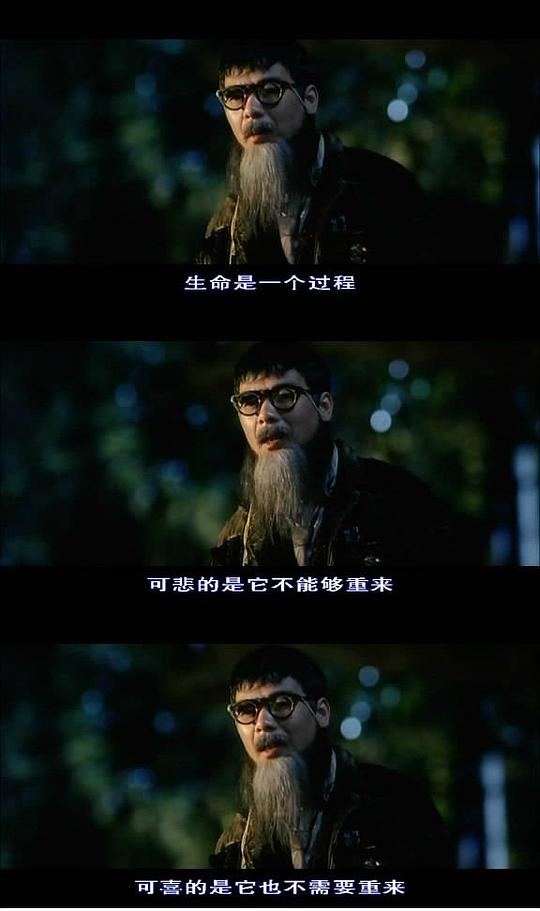 生命是一个过程
可悲的是它不能够重来
可喜的是它也不需要重来